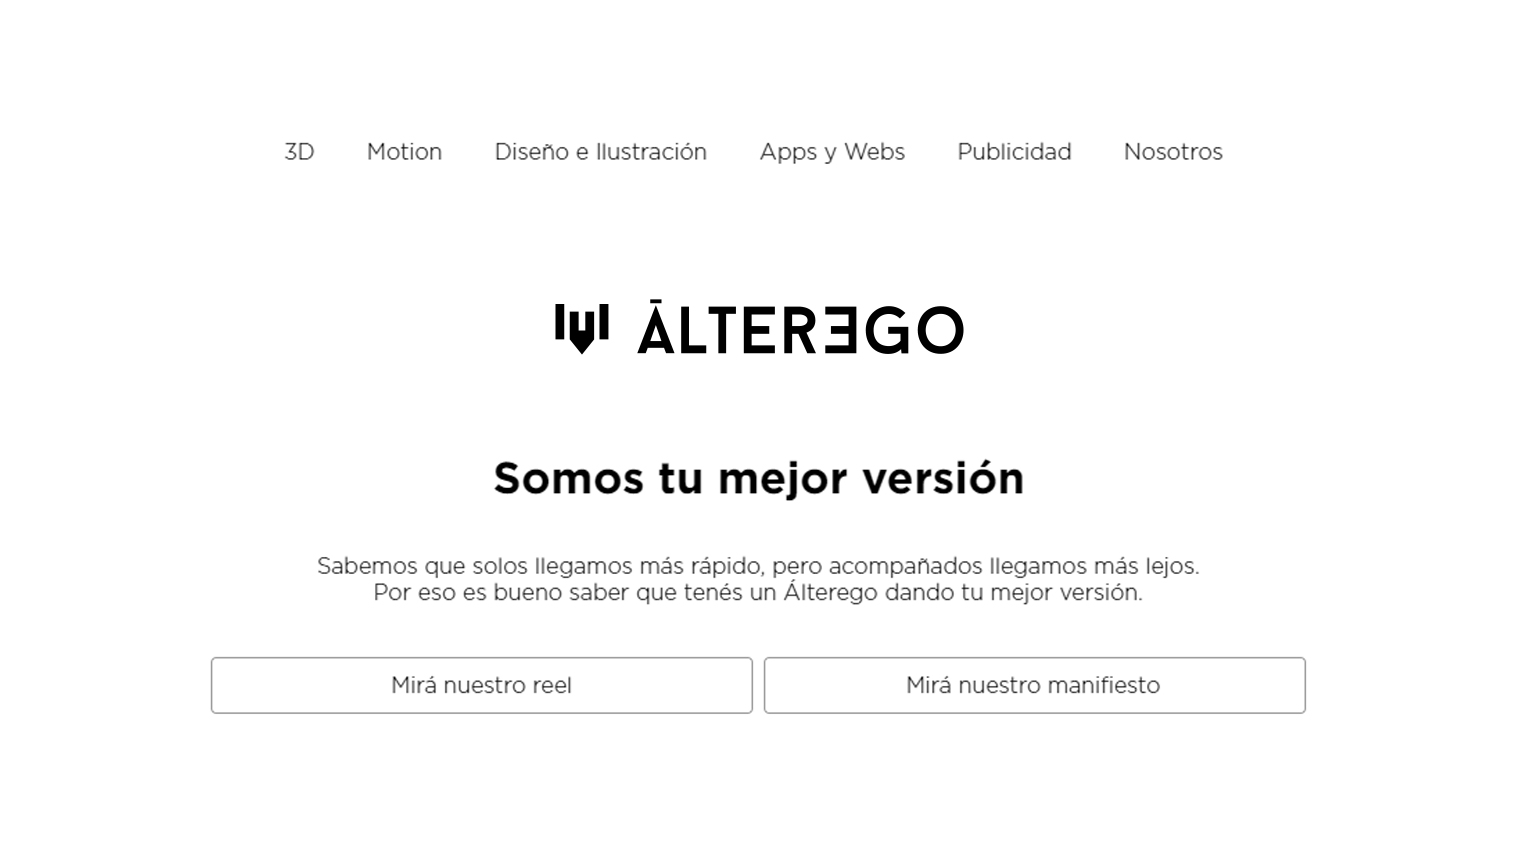 3D Motion Diseño e Ilustración Apps y Webs Publicidad Nosotros
ĀLTERƎGO
Somos tu mejor versión
Sabemos que solos llegamos más rápido, pero acompañados llegamos más lejos.
Por eso es bueno saber que tenés un Álterego dando tu mejor versión.
Mirá nuestro reel Mirá nuestro manifiesto